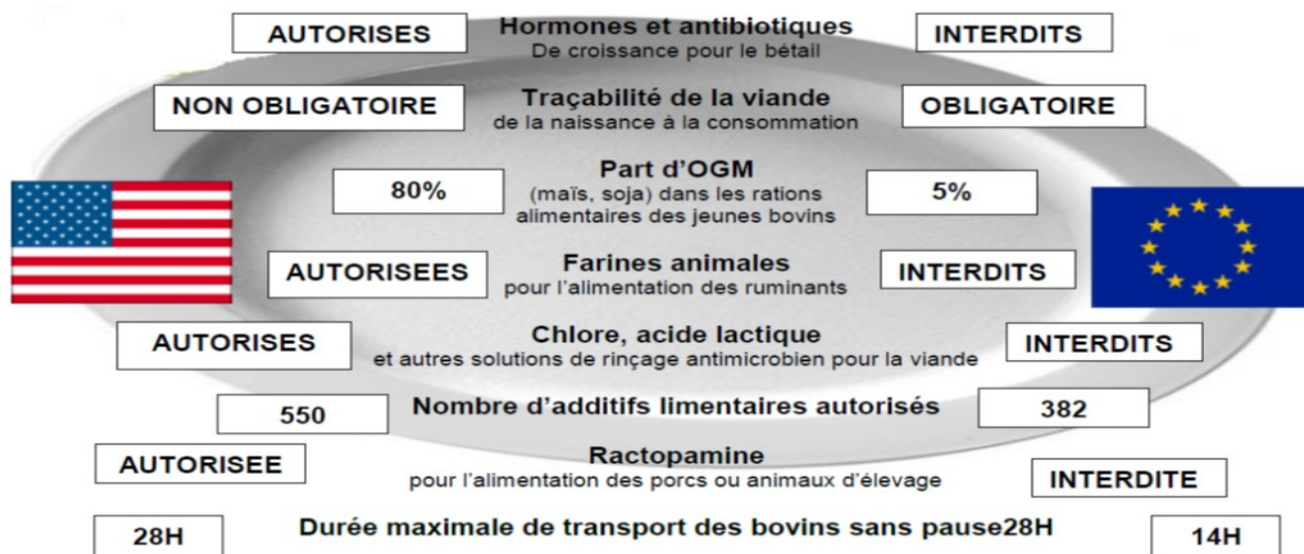 AUTORISES Hormones et antibiotiques INTERDITS
De croissance pour le bétail
NON OBLIGATOIRE Traçabilité de la viande OBLIGATOIRE
de la naissance à la consommation
Part d'OGM
80% (maïs, soja) dans les rations 5%
alimentaires des jeunes bovins
AUTORISEES Farines animales INTERDITS
pour l'alimentation des ruminants
AUTORISES Chlore, acide lactique INTERDITS
et autres solutions de rinçage antimicrobien pour la viande
550 Nombre d'additifs limentaires autorisés 382
AUTORISEE Ractopamine INTERDITE
pour l'alimentation des porcs ou animaux d'élevage
28H Durée maximale de transport des bovins sans pause28H 14H